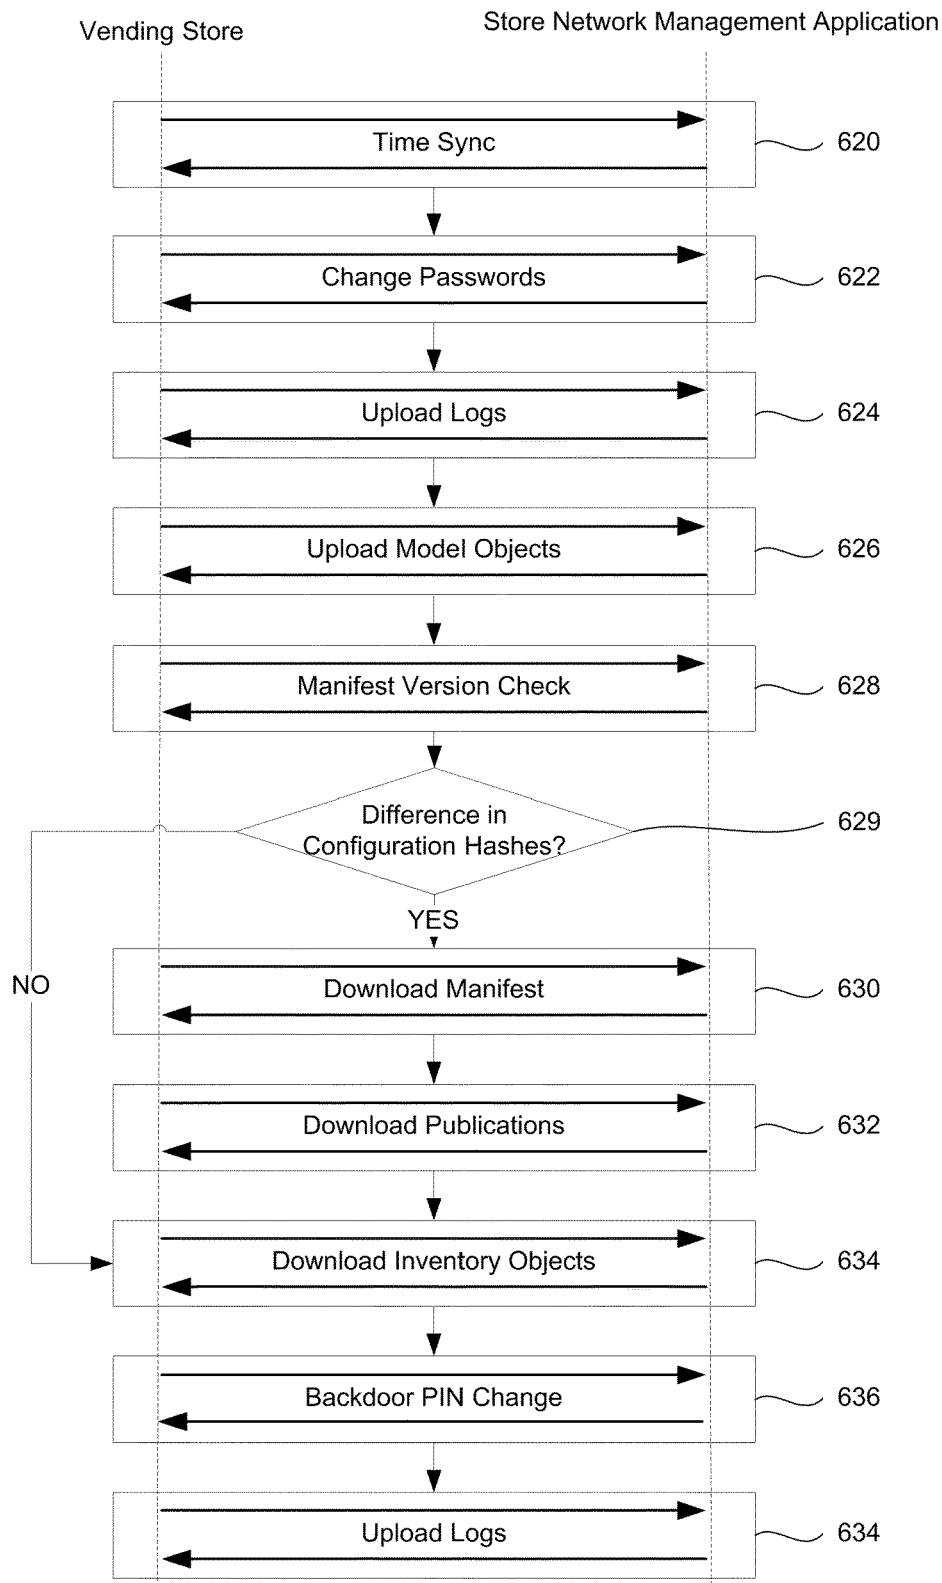 Vending Store
Store Network Management Application
Time Sync
620
Change Passwords
622
Upload Logs
624
Upload Model Objects
626
Manifest Version Check
628
Difference in
Configuration Hashes?
629
YES
NO
Download Manifest
630
Download Publications
632
Download Inventory Objects
634
Backdoor PIN Change
636
Upload Logs
634